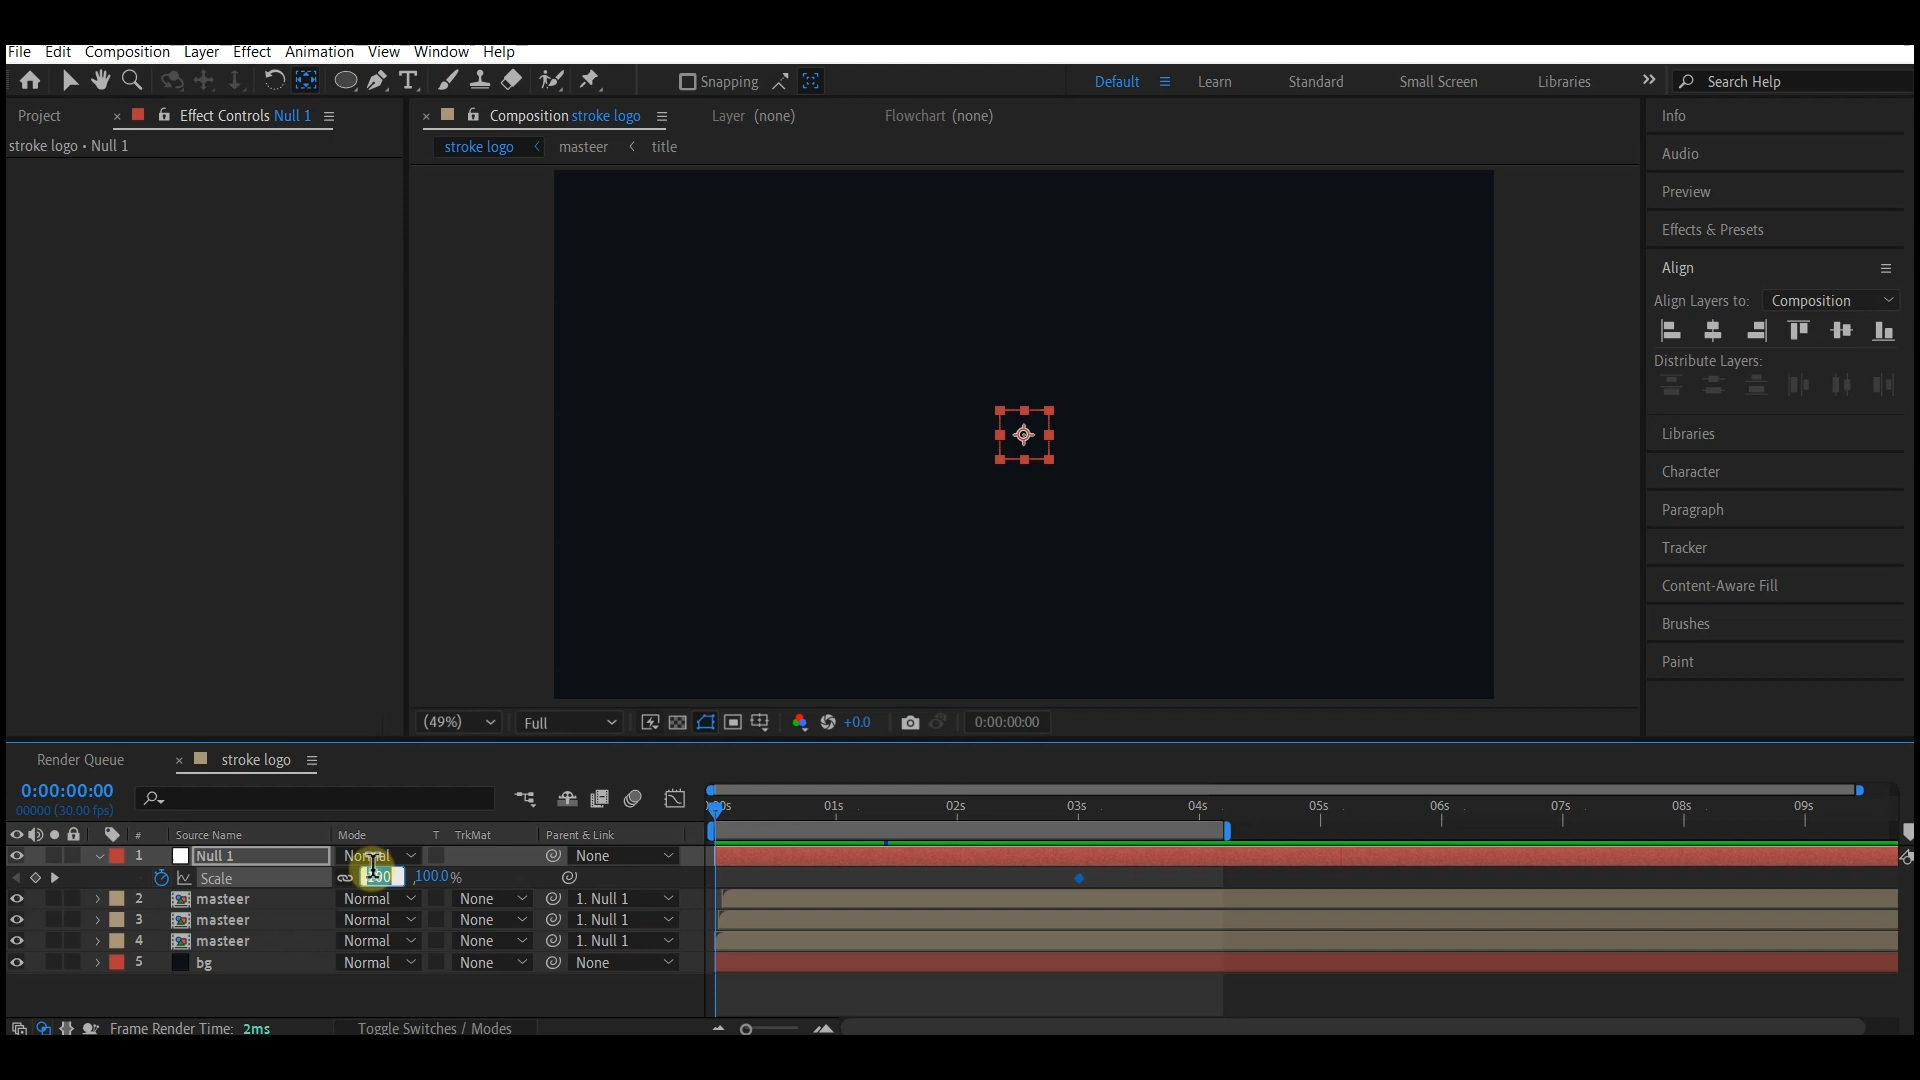 File Edit Composition Layer Effect Animation View Window Help
Snapping Default Learn Standard Small Screen Libraries Search Help
Project Effect Controls Null 1
stroke logo • Null 1
Composition stroke logo Layer (none) Flowchart (none)
stroke logo masteer title
Info
Audio
Preview
Effects & Presets
Align
Align Layers to: Composition
Distribute Layers:
Libraries
Character
Paragraph
Tracker
Content-Aware Fill
Brushes
Paint
(49%) Full +0.0 0:00:00:00
Render Queue stroke logo
0:00:00:00
00000 (30.00 fps)
01s 02s 03s 04s 05s 06s 07s 08s 09s
# Source Name Mode T TrkMat Parent & Link
1 Null 1 Normal None
Scale ,100.0%
2 masteer Normal None 1. Null 1
3 masteer Normal None 1. Null 1
4 masteer Normal None 1. Null 1
5 bg Normal None None
Frame Render Time: 2ms Toggle Switches / Modes